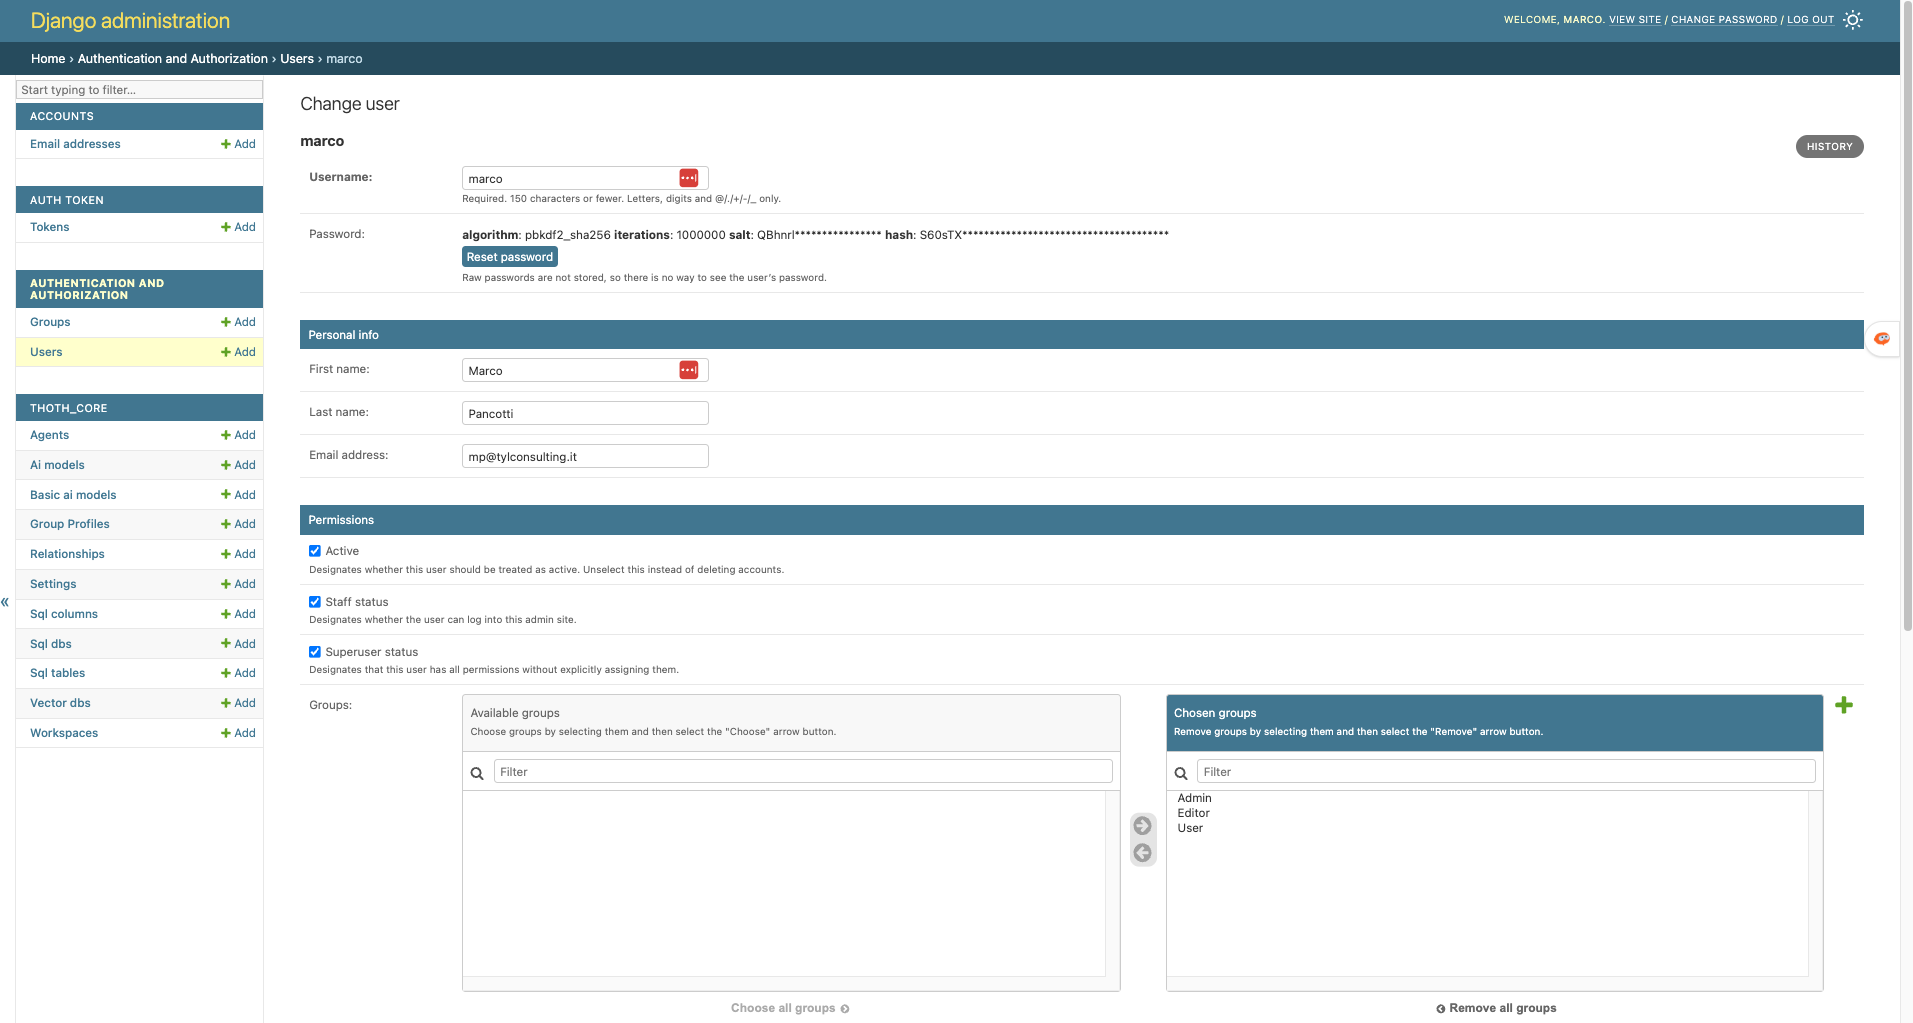 Django administration
WELCOME, MARCO. VIEW SITE / CHANGE PASSWORD / LOG OUT
Home › Authentication and Authorization › Users › marco
Start typing to filter...
ACCOUNTS
Email addresses + Add
AUTH TOKEN
Tokens + Add
AUTHENTICATION AND
AUTHORIZATION
Groups + Add
Users + Add
THOTH_CORE
Agents + Add
Ai models + Add
Basic ai models + Add
Group Profiles + Add
Relationships + Add
Settings + Add
Sql columns + Add
Sql dbs + Add
Sql tables + Add
Vector dbs + Add
Workspaces + Add
«
Change user
marco
HISTORY
Username: marco
Required. 150 characters or fewer. Letters, digits and @/./+/-/_ only.
Password: algorithm: pbkdf2_sha256 iterations: 1000000 salt: QBhnrl**************** hash: S60sTX**************************************
Reset password
Raw passwords are not stored, so there is no way to see the user's password.
Personal info
First name: Marco
Last name: Pancotti
Email address: mp@tylconsulting.it
Permissions
Active
Designates whether this user should be treated as active. Unselect this instead of deleting accounts.
Staff status
Designates whether the user can log into this admin site.
Superuser status
Designates that this user has all permissions without explicitly assigning them.
Groups:
Available groups
Choose groups by selecting them and then select the "Choose" arrow button.
Filter
Choose all groups
Chosen groups
Remove groups by selecting them and then select the "Remove" arrow button.
Filter
Admin
Editor
User
Remove all groups